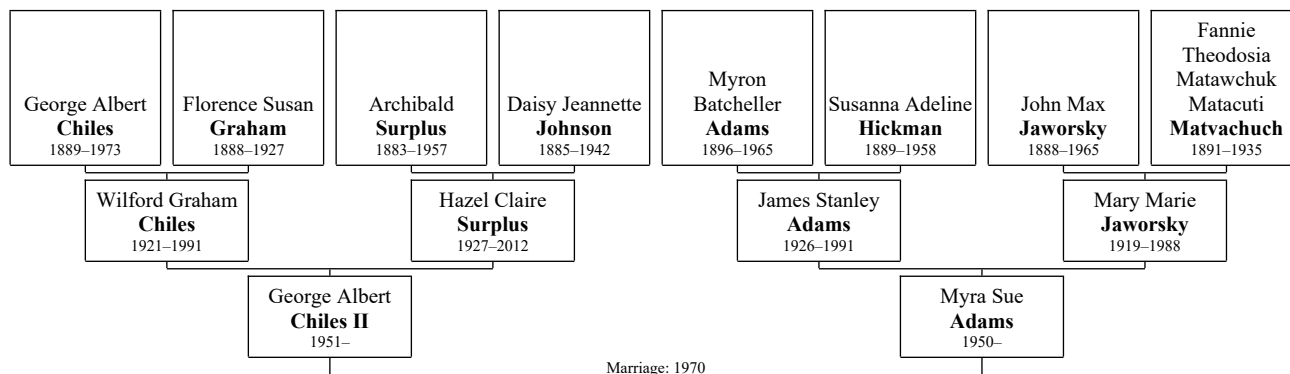 George Albert
Chiles
1889–1973
Florence Susan
Graham
1888–1927
Archibald
Surplus
1883–1957
Daisy Jeannette
Johnson
1885–1942
Myron
Batcheller
Adams
1896–1965
Susanna Adeline
Hickman
1889–1958
John Max
Jaworsky
1888–1965
Fannie
Theodosia
Matawchuk
Matacuti
Matvachuch
1891–1935
Wilford Graham
Chiles
1921–1991
Hazel Claire
Surplus
1927–2012
James Stanley
Adams
1926–1991
Mary Marie
Jaworsky
1919–1988
George Albert
Chiles II
1951–
Myra Sue
Adams
1950–
Marriage: 1970